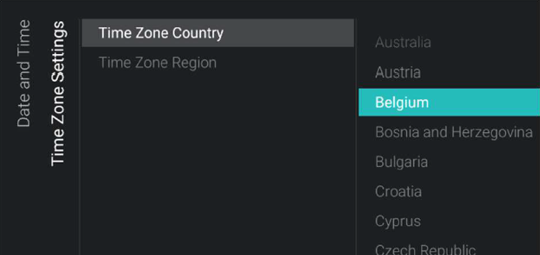 Date and Time
Time Zone Settings
Time Zone Country
Time Zone Region
Australia
Austria
Belgium
Bosnia and Herzegovina
Bulgaria
Croatia
Cyprus
Czech Republic